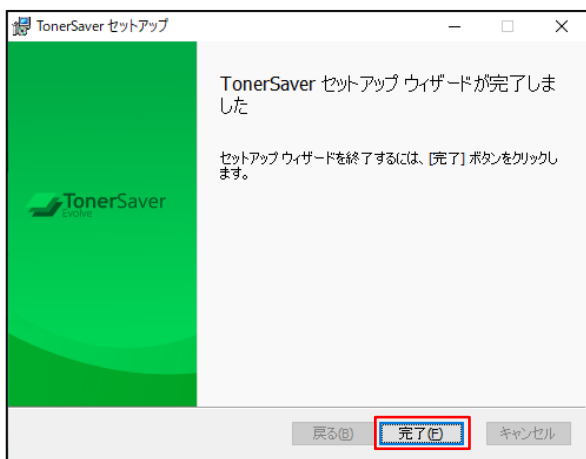 TonerSaver セットアップ
TonerSaver セットアップ ウィザードが完了しま
した
セットアップ ウィザードを終了するには、[完了] ボタンをクリックし
ます。
TonerSaver
Evolve
戻る(B) 完了(F) キャンセル